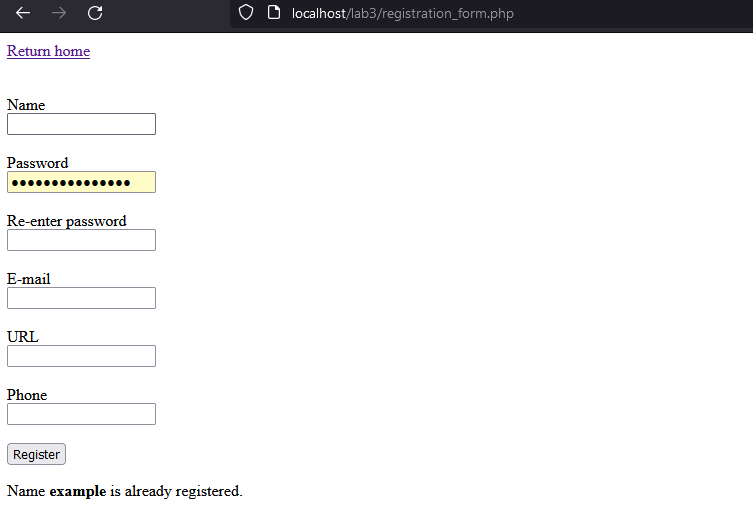 localhost/lab3/registration_form.php
Return home
Name
Password
●●●●●●●●●●●●●●●
Re-enter password
E-mail
URL
Phone
Register
Name example is already registered.